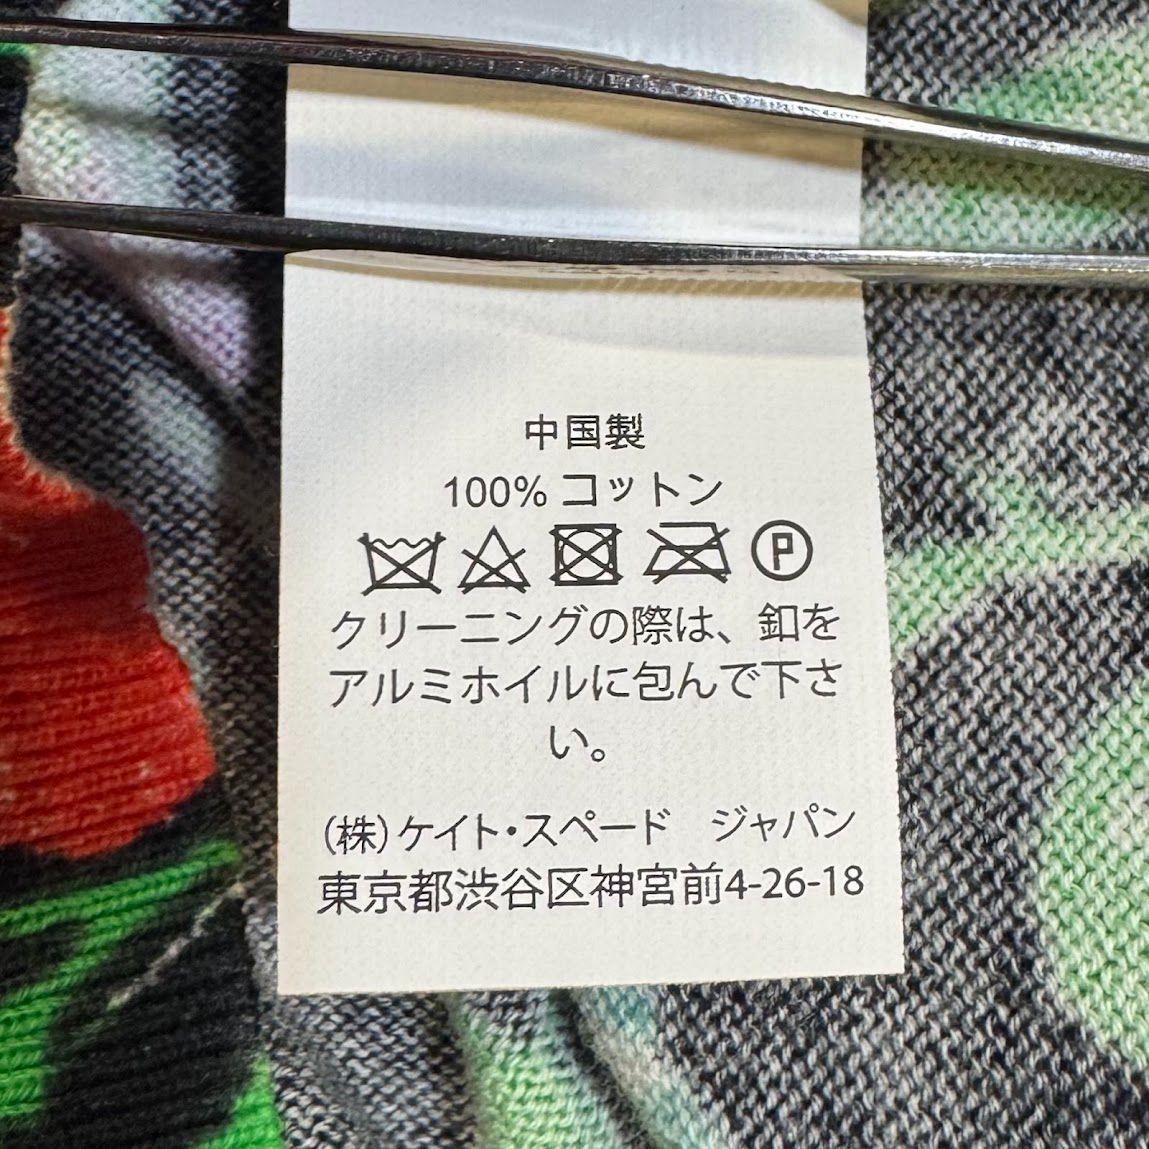 中国製
100% コットン
P
クリーニングの際は、釦を
アルミホイルに包んで下さ
い。
(株)ケイト・スペード ジャパン
東京都渋谷区神宮前4-26-18